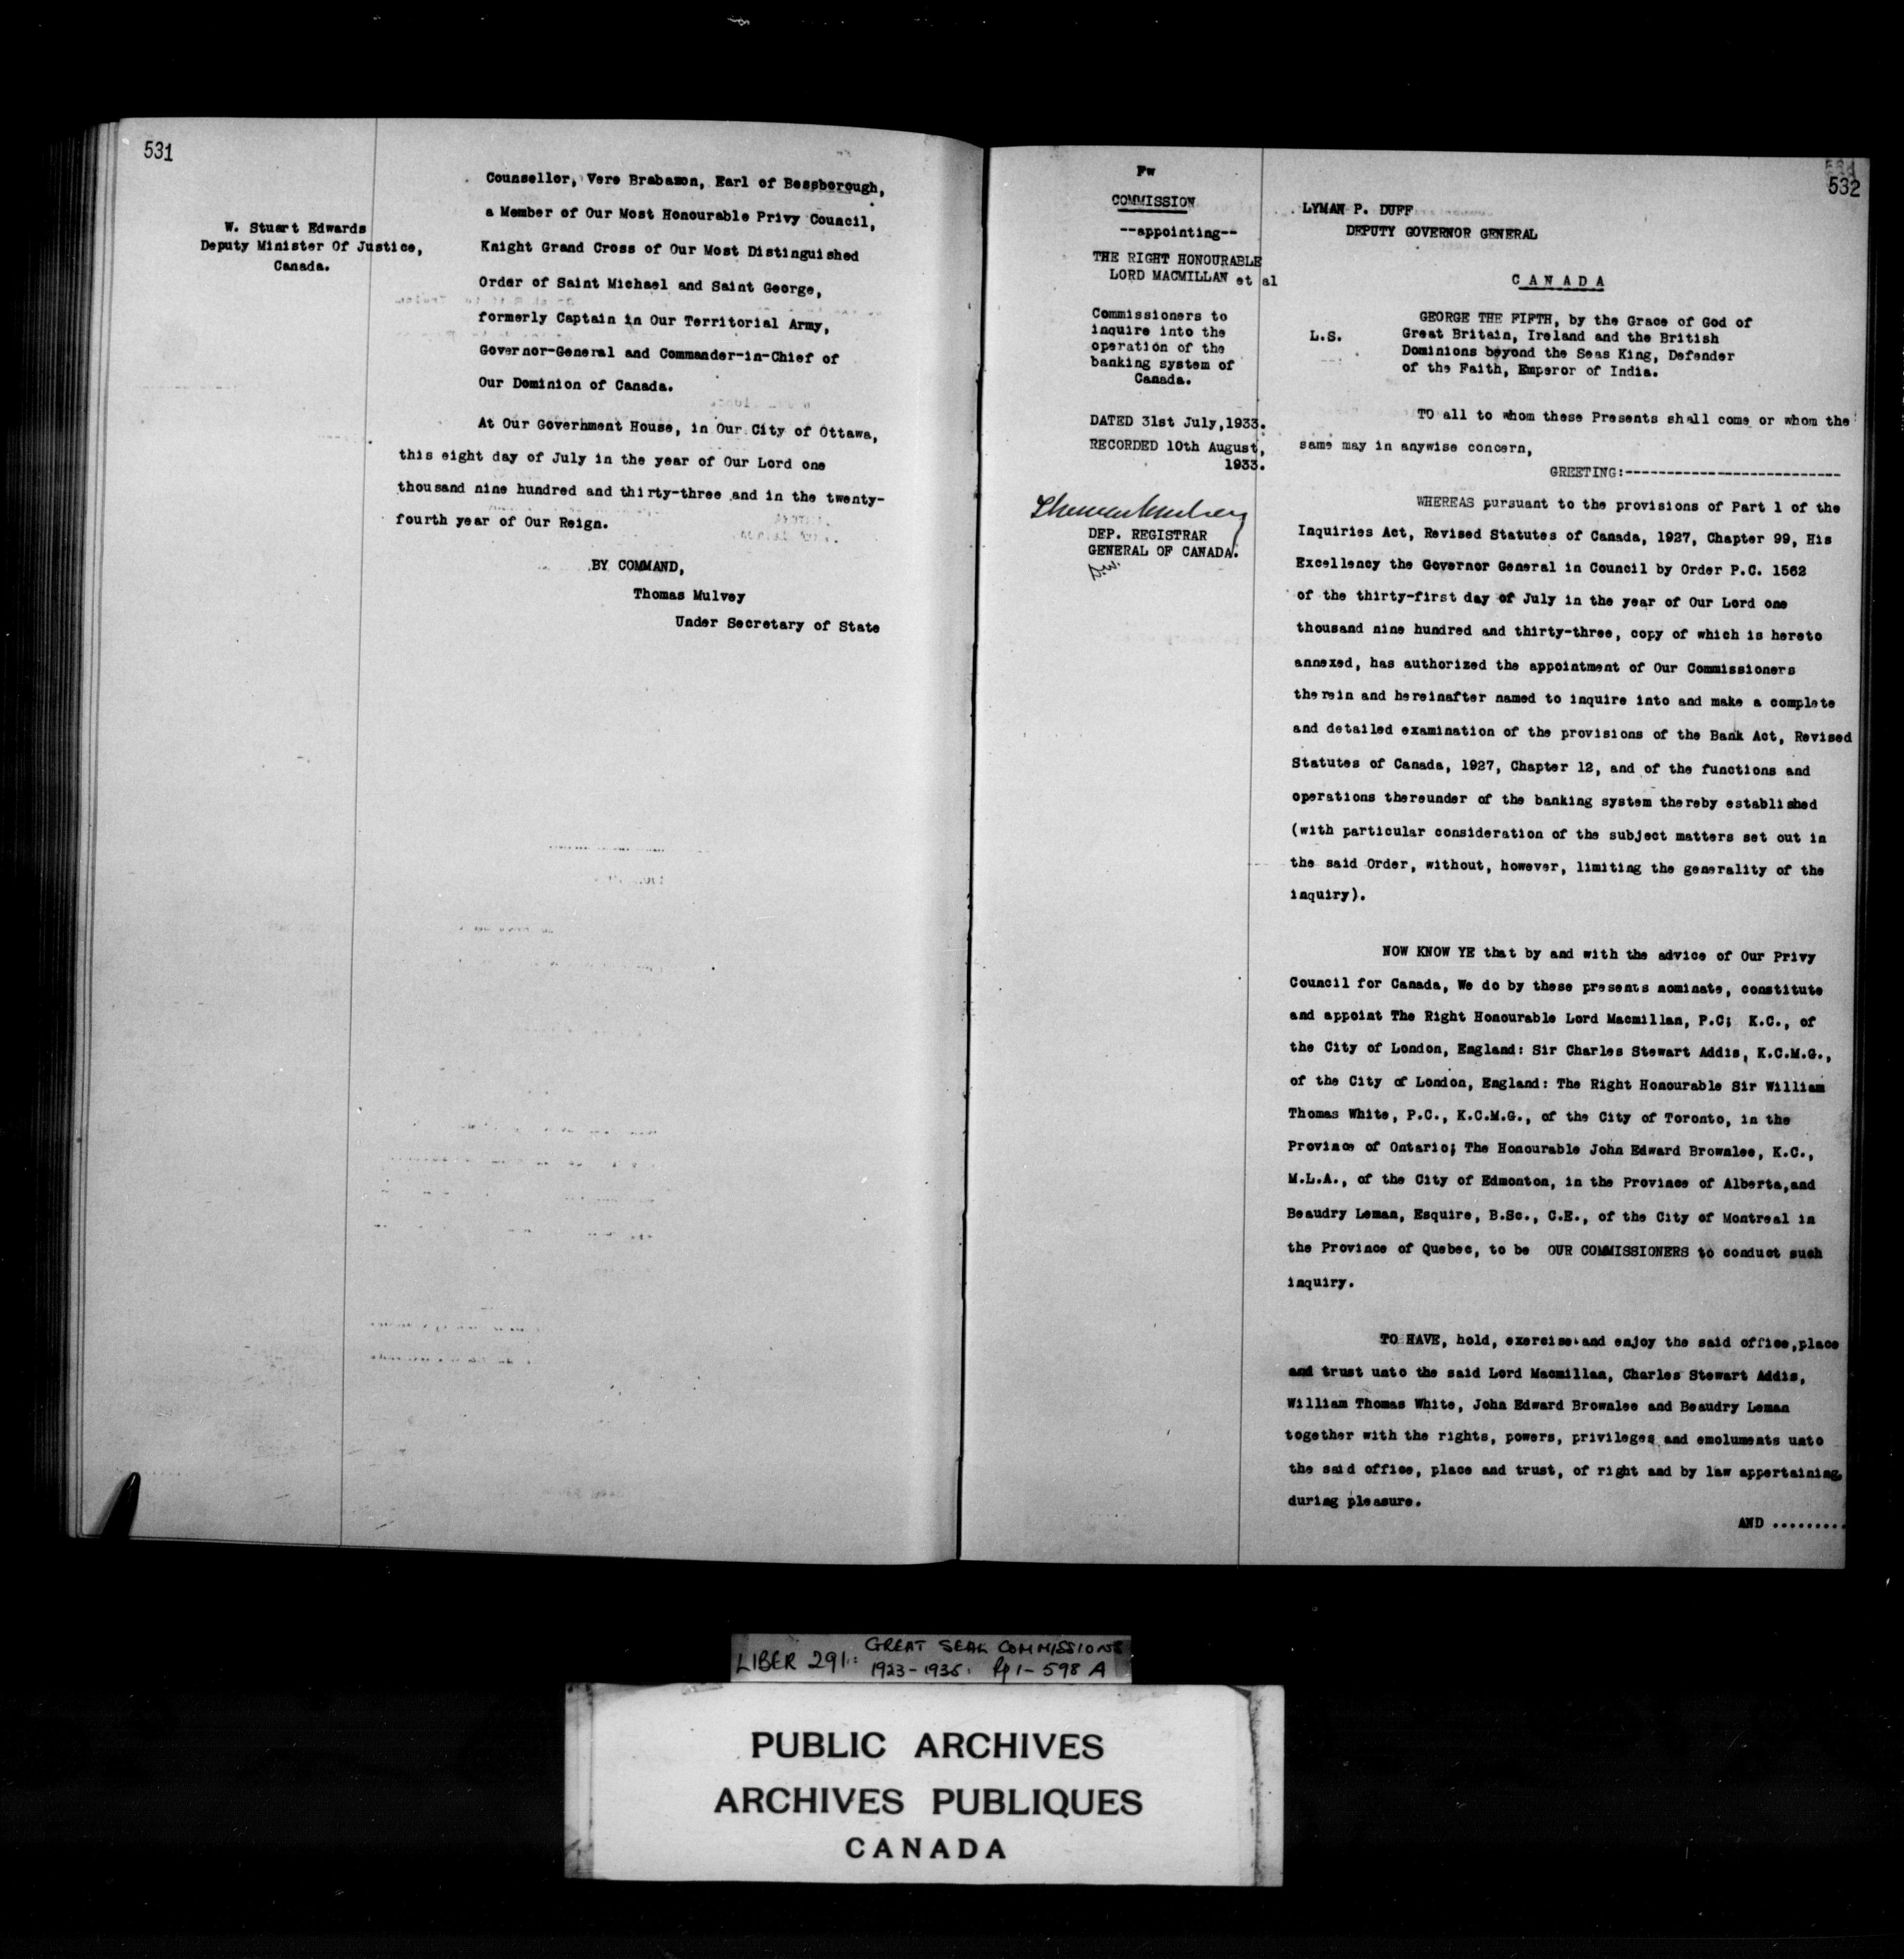 531
W. Stuart Edwards
Deputy Minister Of Justice,
Canada.
Counsellor, Vere Brabazon, Earl of Bessborough,
a Member of Our Most Honourable Privy Council,
Knight Grand Cross of Our Most Distinguished
Order of Saint Michael and Saint George,
formerly Captain in Our Territorial Army,
Governor-General and Commander-in-Chief of
Our Dominion of Canada.
At Our Government House, in Our City of Ottawa,
this eight day of July in the year of Our Lord one
thousand nine hundred and thirty-three and in the twenty-
fourth year of Our Reign.
BY COMMAND,
Thomas Mulvey
Under Secretary of State
Fw
COMMISSION
--appointing--
THE RIGHT HONOURABLE
LORD MACMILLAN et al
Commissioners to
inquire into the
operation of the
banking system of
Canada.
DATED 31st July,1933.
RECORDED 10th August,
1933.
DEP. REGISTRAR
GENERAL OF CANADA.
532
LYMAN P. DUFF
DEPUTY GOVERNOR GENERAL
CANADA
L.S.
GEORGE THE FIFTH, by the Grace of God of
Great Britain, Ireland and the British
Dominions beyond the Seas King, Defender
of the Faith, Emperor of India.
TO all to whom these Presents shall come or whom the
same may in anywise concern,
GREETING:--------------------------
WHEREAS pursuant to the provisions of Part 1 of the
Inquiries Act, Revised Statutes of Canada, 1927, Chapter 99, His
Excellency the Governor General in Council by Order P.C. 1562
of the thirty-first day of July in the year of Our Lord one
thousand nine hundred and thirty-three, copy of which is hereto
annexed, has authorized the appointment of Our Commissioners
therein and hereinafter named to inquire into and make a complete
and detailed examination of the provisions of the Bank Act, Revised
Statutes of Canada, 1927, Chapter 12, and of the functions and
operations thereunder of the banking system thereby established
(with particular consideration of the subject matters set out in
the said Order, without, however, limiting the generality of the
inquiry).
NOW KNOW YE that by and with the advice of Our Privy
Council for Canada, We do by these presents nominate, constitute
and appoint The Right Honourable Lord Macmillan, P.C; K.C., of
the City of London, England: Sir Charles Stewart Addis, K.C.M.G.,
of the City of London, England: The Right Honourable Sir William
Thomas White, P.C., K.C.M.G., of the City of Toronto, in the
Province of Ontario; The Honourable John Edward Brownlee, K.C.,
M.L.A., of the City of Edmonton, in the Province of Alberta,and
Beaudry Leman, Esquire, B.Sc., C.E., of the City of Montreal in
the Province of Quebec, to be OUR COMMISSIONERS to conduct such
inquiry.
TO HAVE, hold, exercise and enjoy the said office,place
and trust unto the said Lord Macmillan, Charles Stewart Addis,
William Thomas White, John Edward Brownlee and Beaudry Leman
together with the rights, powers, privileges and emoluments unto
the said office, place and trust, of right and by law appertaining,
during pleasure.
AND .........
LIBER 291: GREAT SEAL COMMISSIONS
1923-1935. Pp 1-598 A
PUBLIC ARCHIVES
ARCHIVES PUBLIQUES
CANADA